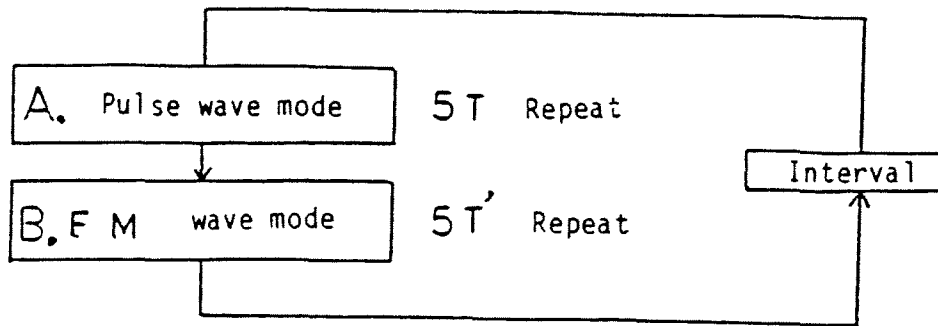 A. Pulse wave mode
5T Repeat
Interval
B. F M wave mode
5T' Repeat